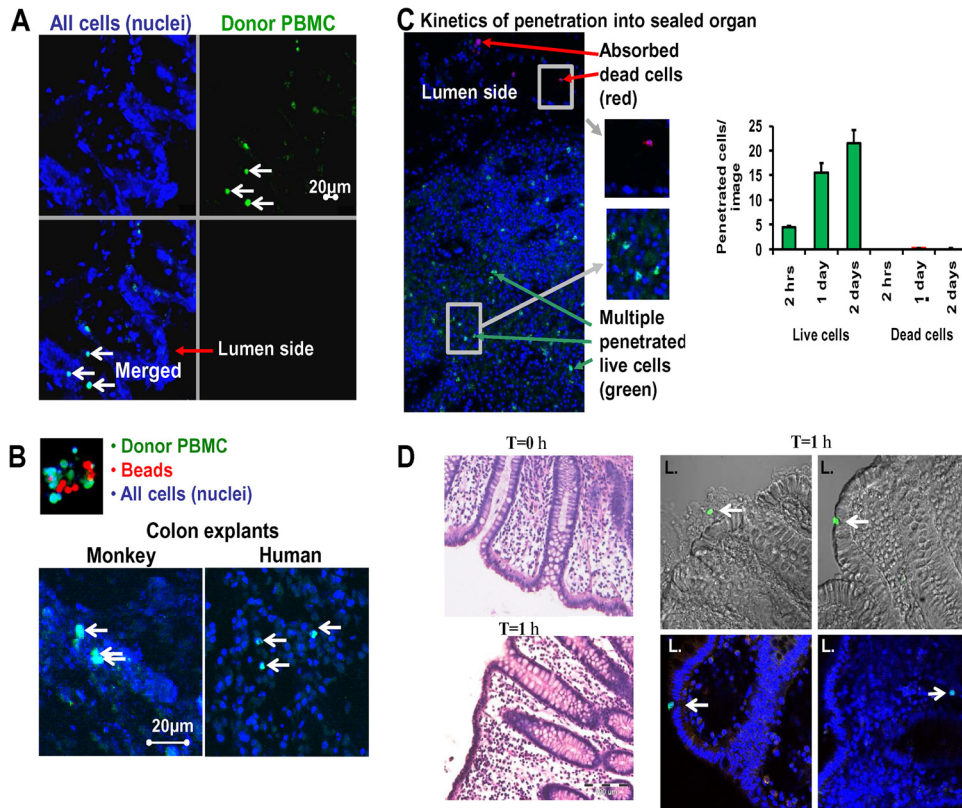 A
All cells (nuclei)
Donor PBMC
20µm
Merged
Lumen side
B
• Donor PBMC
• Beads
• All cells (nuclei)
Colon explants
Monkey
Human
20µm
C
Kinetics of penetration into sealed organ
Lumen side
Absorbed
dead cells
(red)
Multiple
penetrated
live cells
(green)
Penetrated cells/
image
25
20
15
10
5
0
2 hrs
1 day
2 days
2 hrs
1 day
2 days
Live cells
Dead cells
D
T=0 h
T=1 h
T=1 h
L.
L.
L.
L.